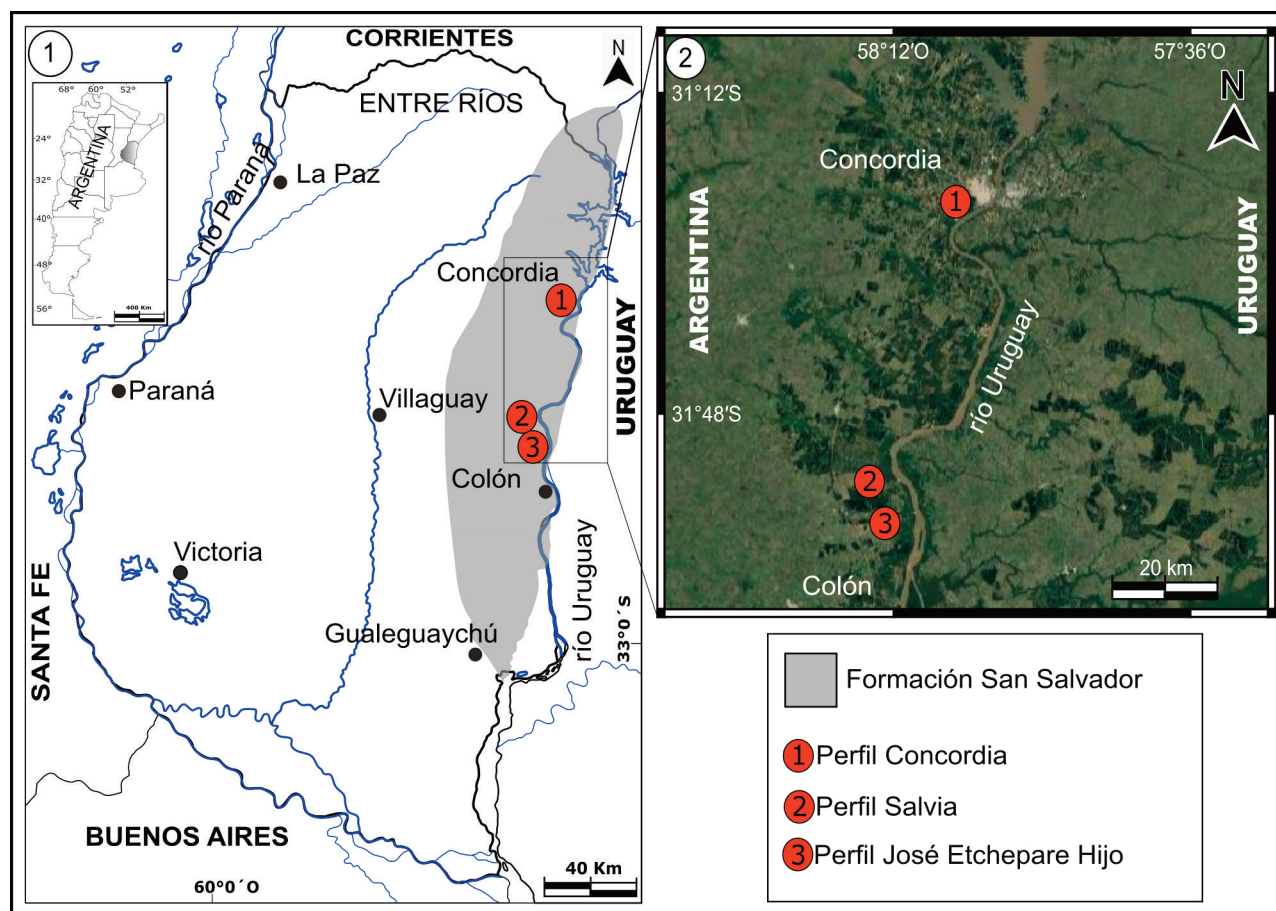 1
CORRIENTES
N
ENTRE RÍOS
68° 60° 52°
24°
32°
40°
48°
56°
ARGENTINA
400 Km
río Paraná
La Paz
Concordia
1
Paraná
Villaguay
2
3
URUGUAY
Colón
Victoria
río Uruguay
SANTA FE
Gualeguaychú
33°0´S
BUENOS AIRES
60°0´O
40 Km
2
58°12'O
57°36'O
31°12'S
N
Concordia
1
ARGENTINA
URUGUAY
río Uruguay
31°48'S
2
3
20 km
Colón
Formación San Salvador
1 Perfil Concordia
2 Perfil Salvia
3 Perfil José Etchepare Hijo